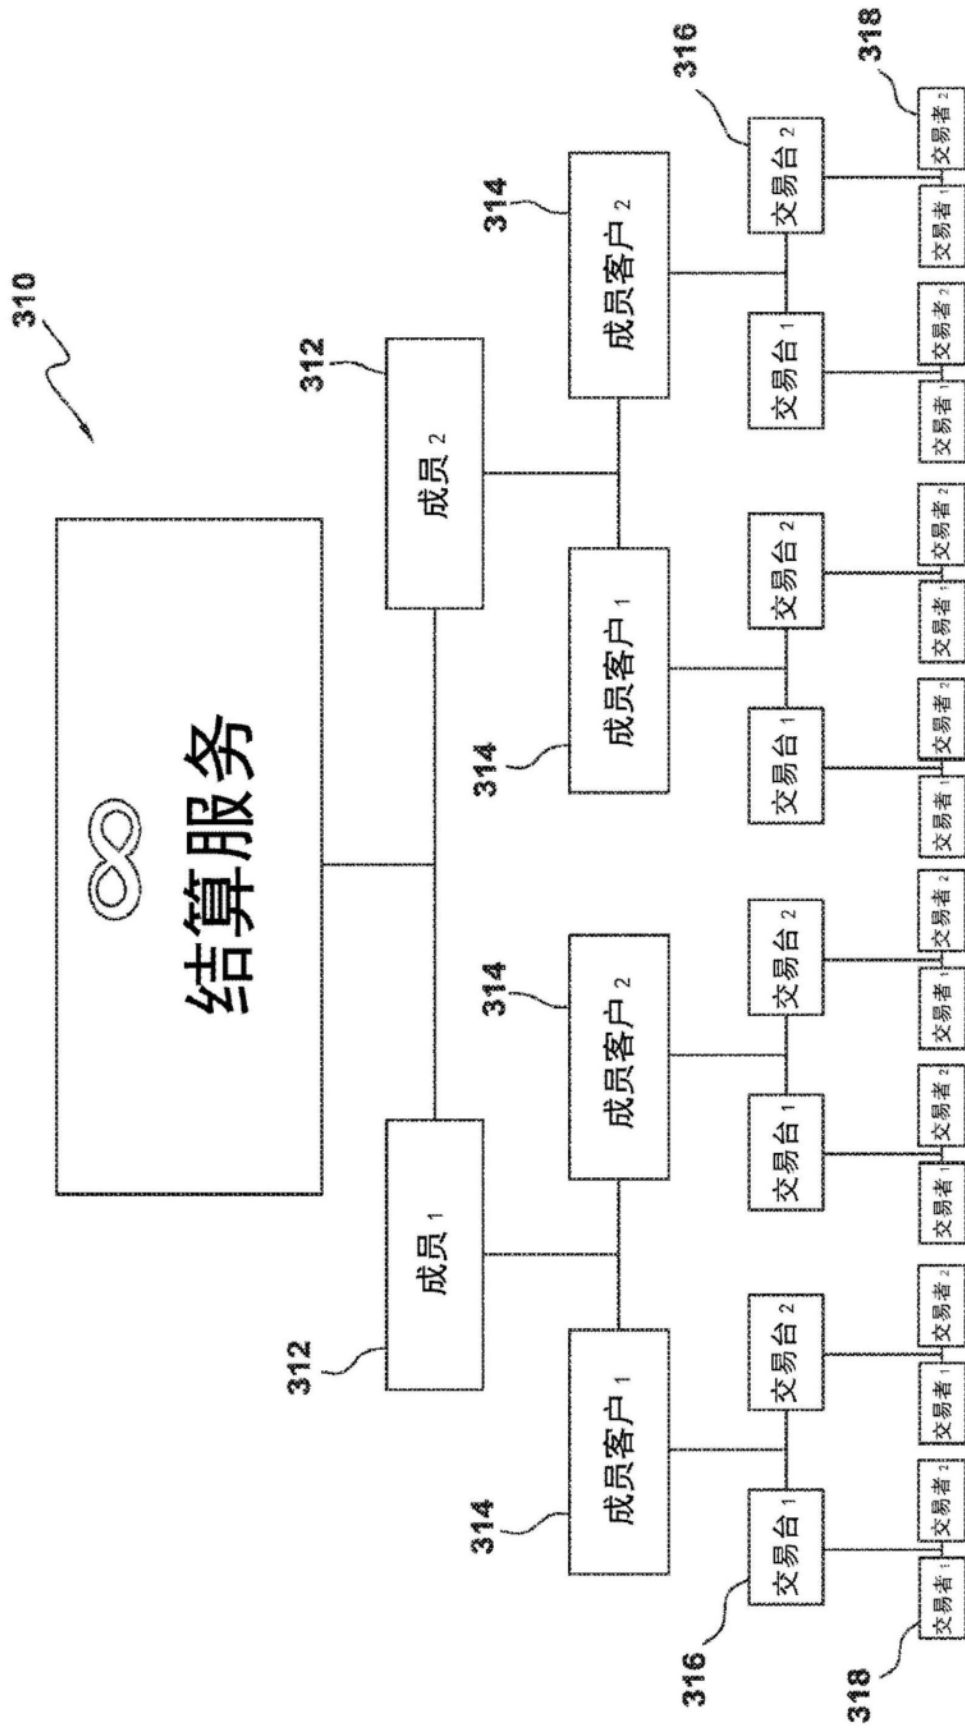 310
结算服务
312
成员 1
312
成员 2
314
成员客户 1
314
成员客户 2
314
成员客户 1
314
成员客户 2
316
交易台 1
交易台 2
交易台 1
交易台 2
交易台 1
交易台 2
交易台 1
交易台 2
316
318
交易者 1
交易者 2
交易者 1
交易者 2
交易者 1
交易者 2
交易者 1
交易者 2
交易者 1
交易者 2
交易者 1
交易者 2
交易者 1
交易者 2
交易者 1
交易者 2
318